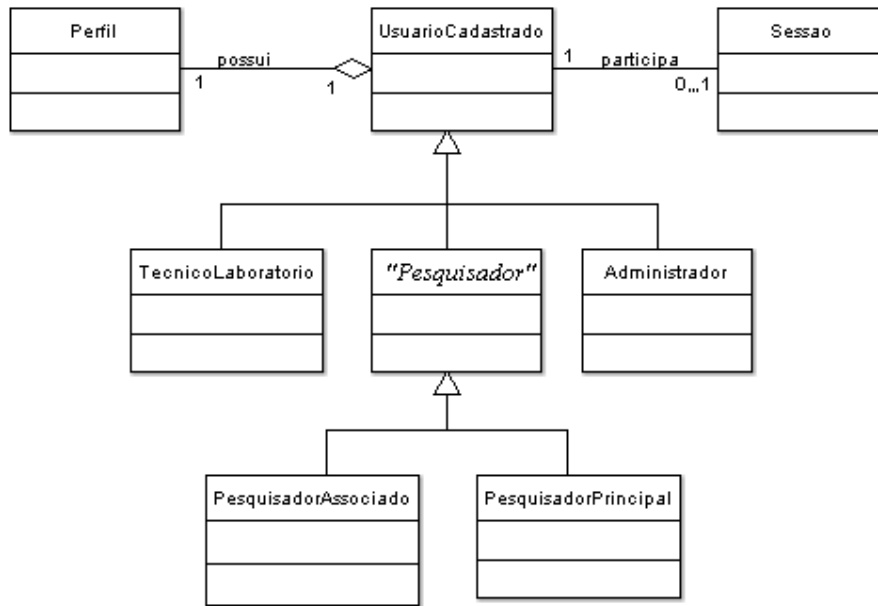 Perfil
UsuarioCadastrado
Sessao
possui
1
1
1
participa
0...1
TecnicoLaboratorio
"Pesquisador"
Administrador
PesquisadorAssociado
PesquisadorPrincipal